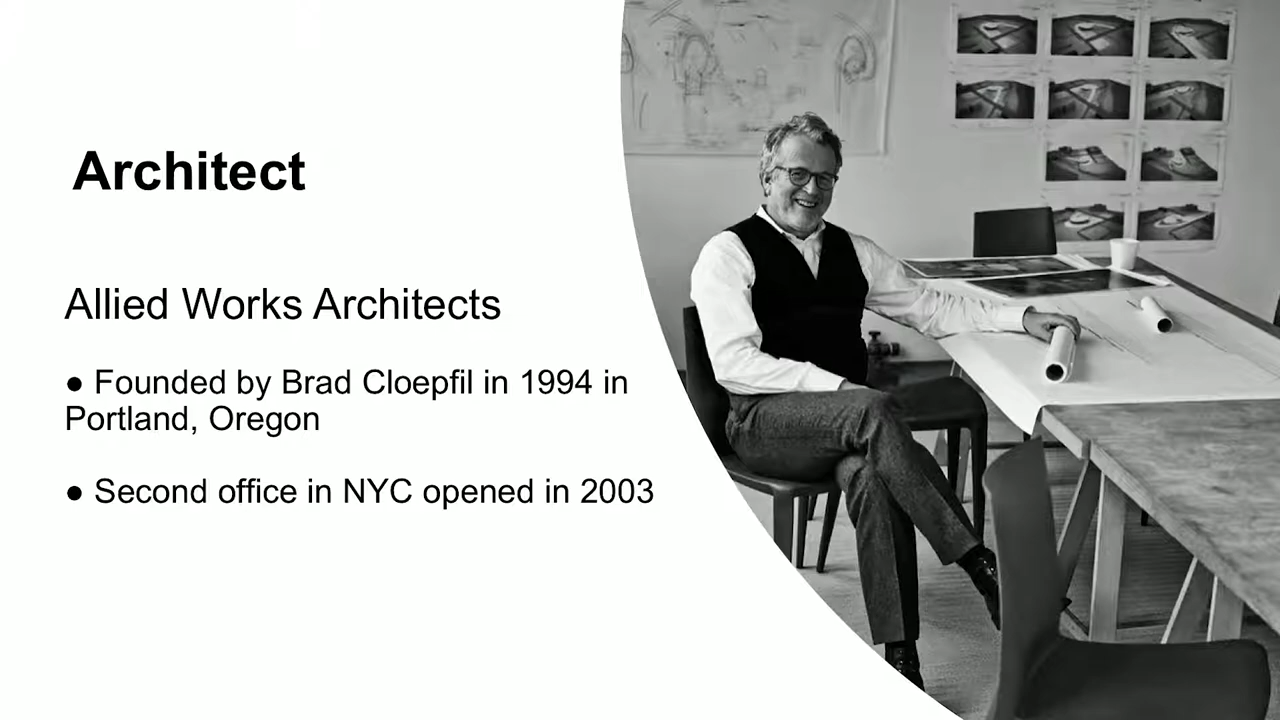 Architect
Allied Works Architects
● Founded by Brad Cloepfil in 1994 in
Portland, Oregon
● Second office in NYC opened in 2003